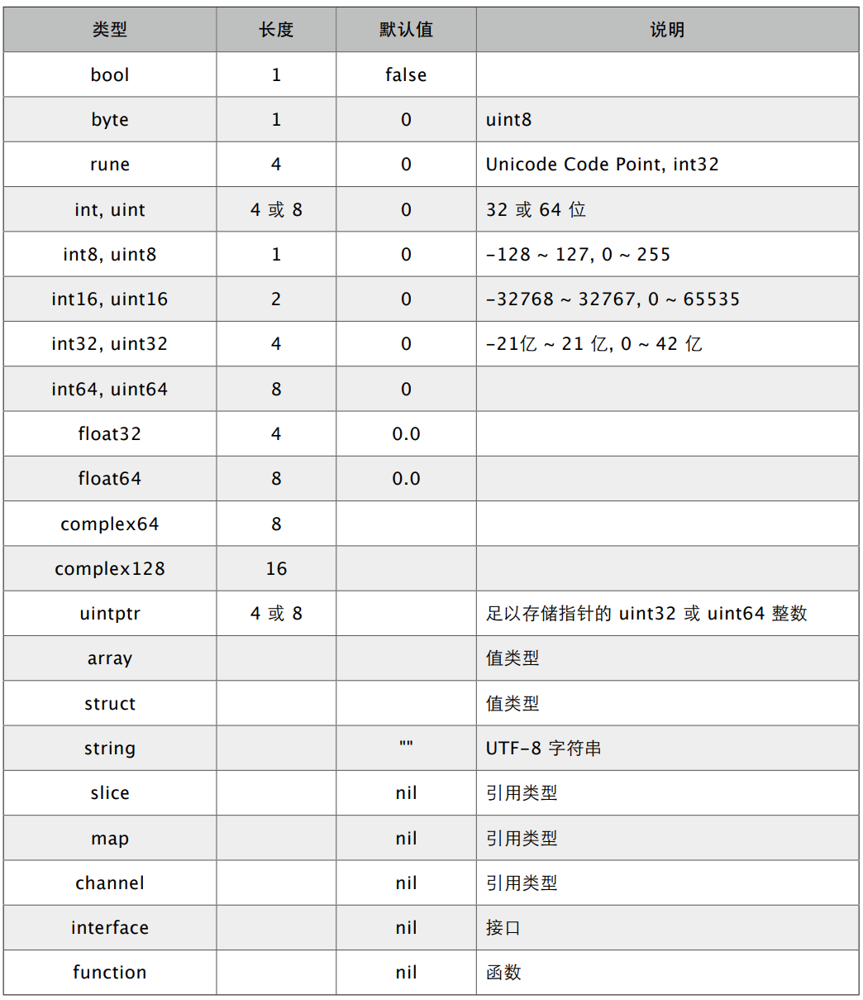 类型 长度 默认值 说明
bool 1 false
byte 1 0 uint8
rune 4 0 Unicode Code Point, int32
int, uint 4 或 8 0 32 或 64 位
int8, uint8 1 0 -128 ~ 127, 0 ~ 255
int16, uint16 2 0 -32768 ~ 32767, 0 ~ 65535
int32, uint32 4 0 -21亿 ~ 21 亿, 0 ~ 42 亿
int64, uint64 8 0
float32 4 0.0
float64 8 0.0
complex64 8
complex128 16
uintptr 4 或 8 足以存储指针的 uint32 或 uint64 整数
array 值类型
struct 值类型
string "" UTF-8 字符串
slice nil 引用类型
map nil 引用类型
channel nil 引用类型
interface nil 接口
function nil 函数